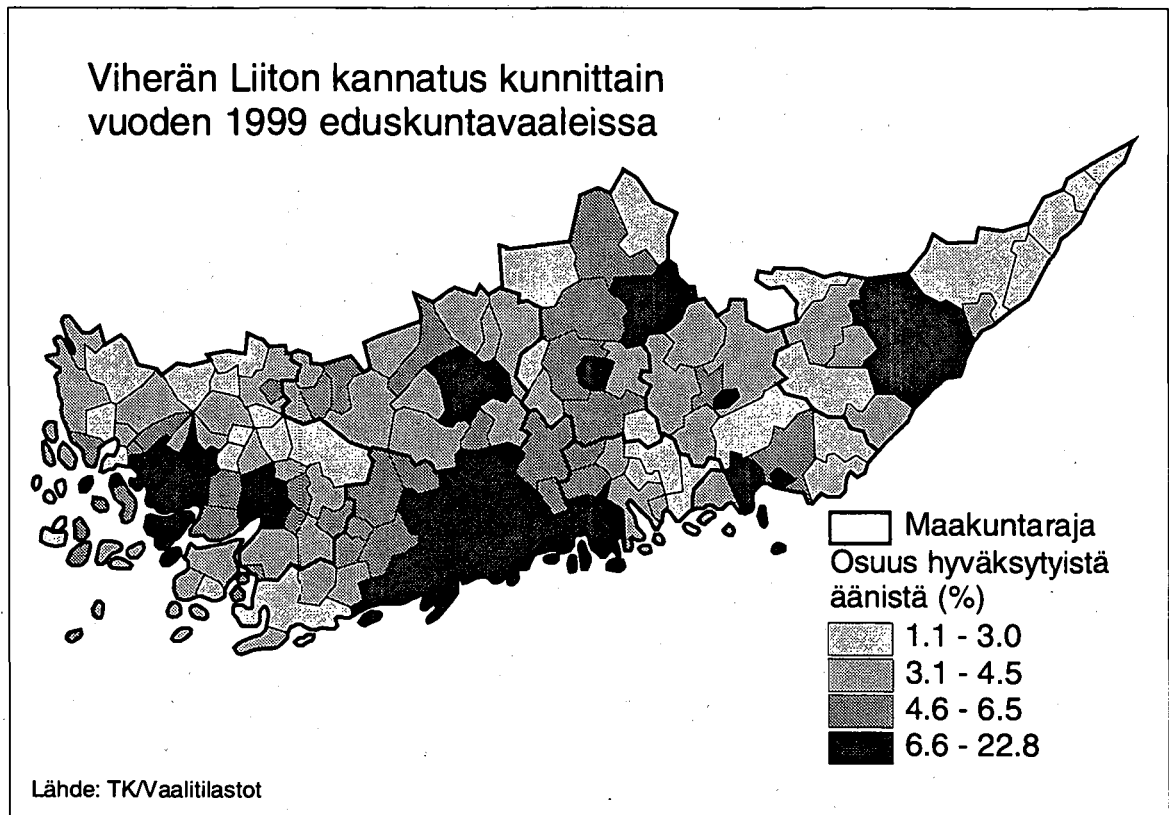 Viherän Liiton kannatus kunnittain
vuoden 1999 eduskuntavaaleissa
Maakuntaraja
Osuus hyväksytyistä
äänistä (%)
1.1 - 3.0
3.1 - 4.5
4.6 - 6.5
6.6 - 22.8
Lähde: TK/Vaalitilastot